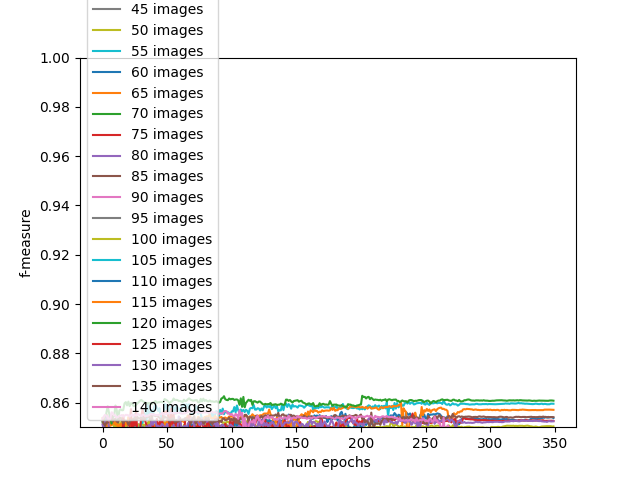 45 images
50 images
55 images
60 images
65 images
70 images
75 images
80 images
85 images
90 images
95 images
100 images
105 images
110 images
115 images
120 images
125 images
130 images
135 images
140 images
1.00
0.98
0.96
0.94
0.92
0.90
0.88
0.86
f-measure
0 50 100 150 200 250 300 350
num epochs